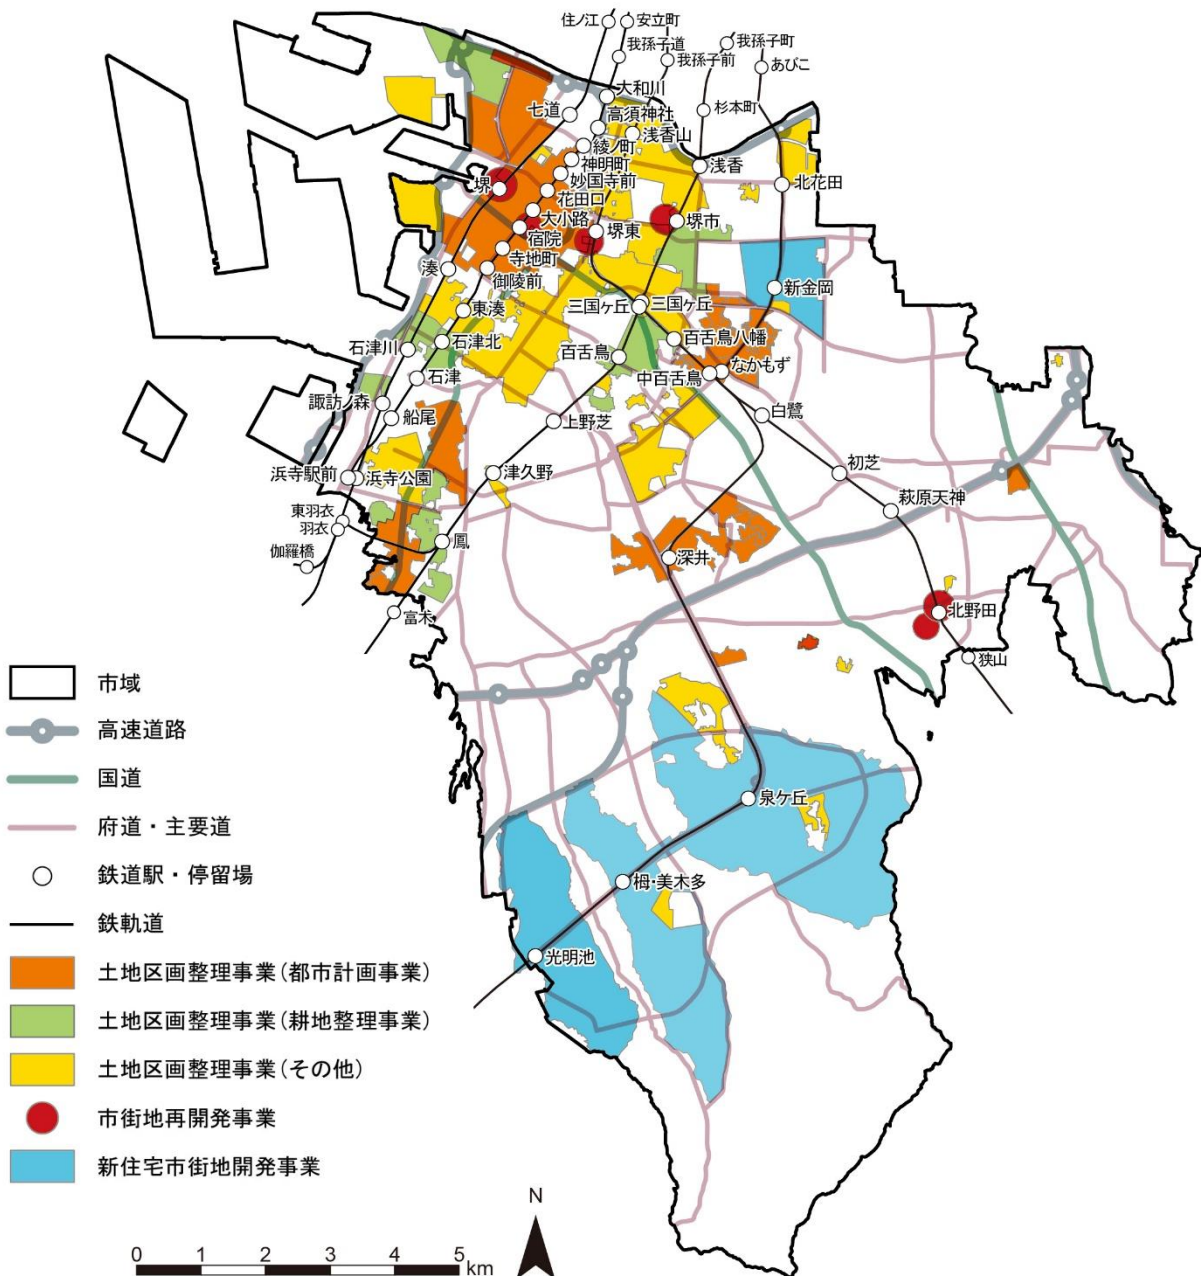 住ノ江
安立町
我孫子道
我孫子前
我孫子町
あびこ
大和川
七道
高須神社
杉本町
浅香山
綾ノ町
神明町
浅香
妙国寺前
堺
北花田
花田口
大小路
堺市
宿院
堺東
寺地町
湊
御陵前
新金岡
三国ヶ丘
三国ヶ丘
東湊
百舌鳥八幡
石津北
石津川
百舌鳥
なかもず
中百舌鳥
石津
諏訪ノ森
船尾
上野芝
白鷺
浜寺駅前
浜寺公園
津久野
初芝
萩原天神
東羽衣
羽衣
鳳
深井
伽羅橋
富木
北野田
狭山
泉ケ丘
栂・美木多
光明池
市域
高速道路
国道
府道・主要道
鉄道駅・停留場
鉄軌道
土地区画整理事業(都市計画事業)
土地区画整理事業(耕地整理事業)
土地区画整理事業(その他)
市街地再開発事業
新住宅市街地開発事業
N
0 1 2 3 4 5
km